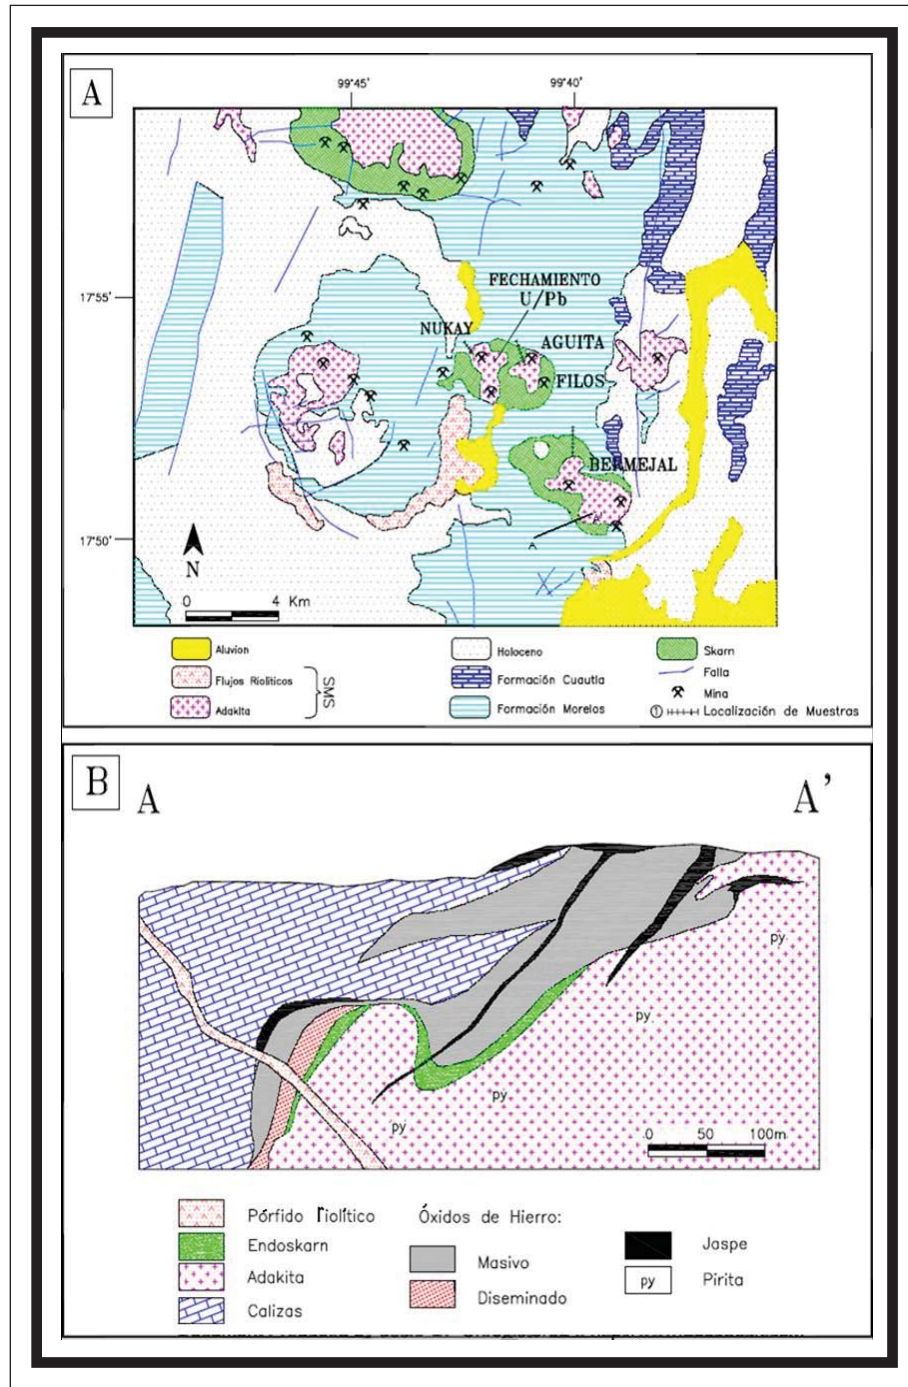 A
99°45'
99°40'
17°55'
FECHAMIENTO
U/Pb
NUKAY
AGUITA
FILOS
BERMEJAL
A
17°50'
N
0 4 Km
Aluvion
Flujos Rioliticos
Adakita
SMS
Holoceno
Formación Cuautla
Formación Morelos
Skarn
Falla
Mina
1 Localización de Muestras
B
A
A'
py
py
py
py
0 50 100m
Pórfido riolítico
Endoskarn
Adakita
Calizas
Óxidos de Hierro:
Masivo
Diseminado
Jaspe
py Pirita